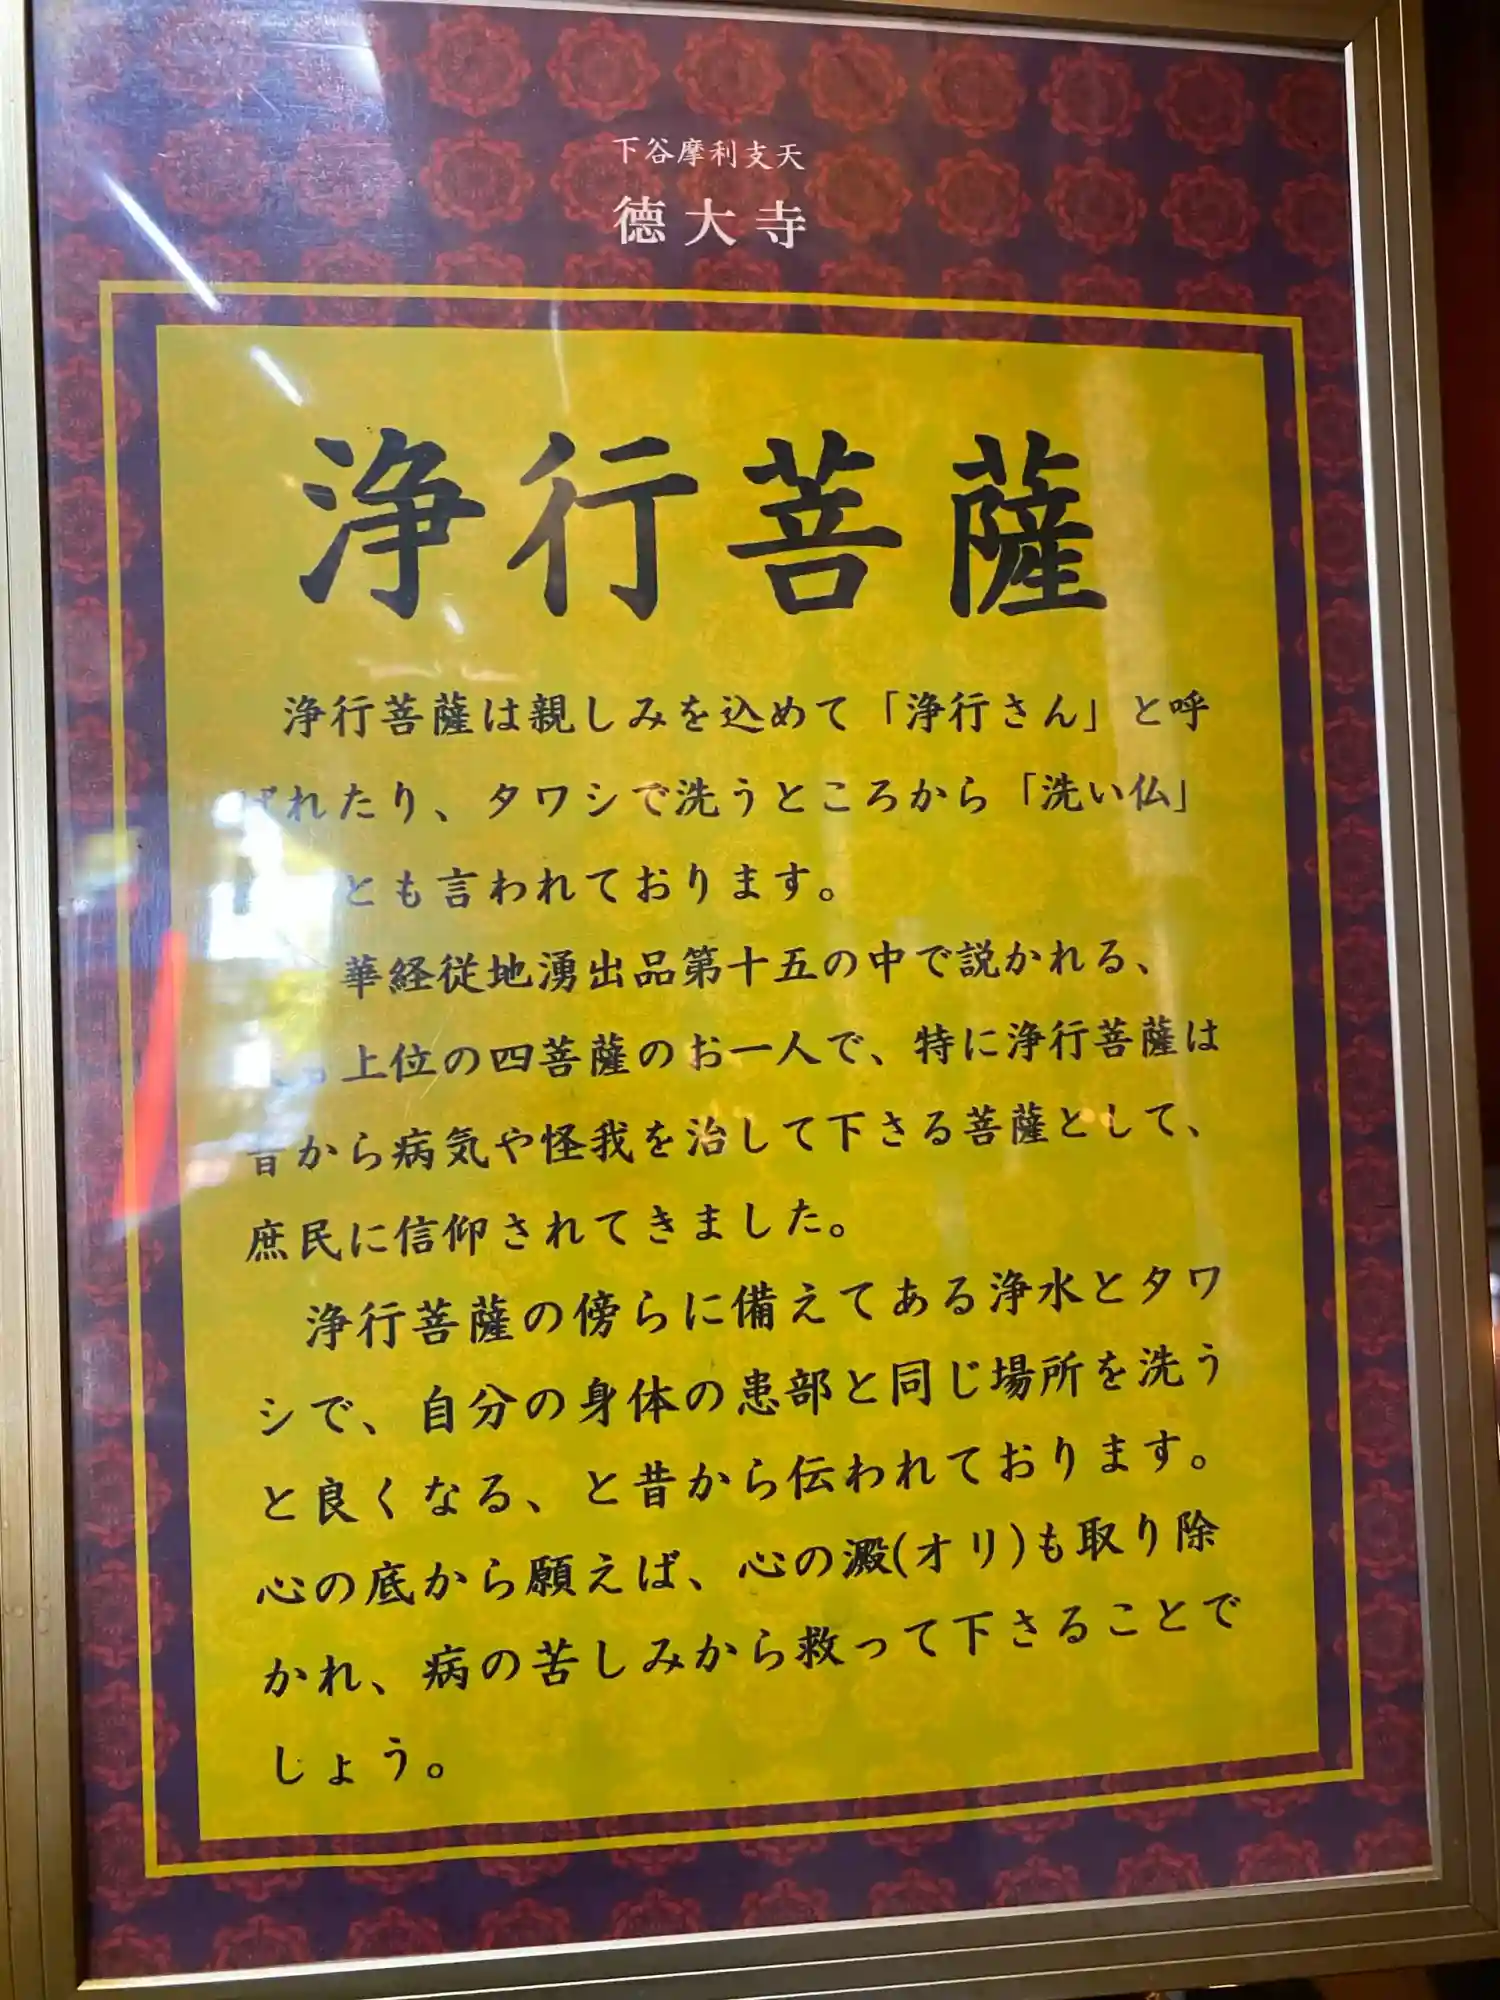 下谷摩利支天
徳大寺
浄行菩薩
浄行菩薩は親しみを込めて「浄行さん」と呼
ばれたり、タワシで洗うところから「洗い仏」
とも言われております。
華経従地湧出品第十五の中で説かれる、
上位の四菩薩のお一人で、特に浄行菩薩は
昔から病気や怪我を治して下さる菩薩として、
庶民に信仰されてきました。
浄行菩薩の傍らに備えてある浄水とタワ
シで、自分の身体の患部と同じ場所を洗う
と良くなる、と昔から伝われております。
心の底から願えば、心の澱(オリ)も取り除
かれ、病の苦しみから救って下さることで
しょう。